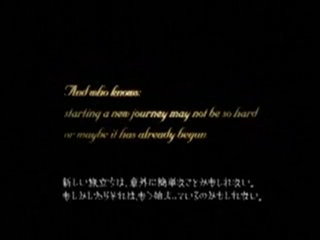 And who knows:
starting a new journey may not be so hard
or maybe it has already begun
新しい旅立ちは、意外に簡単なことかもしれない。
もしかしたらそれは、もう始まっているのかもしれない。